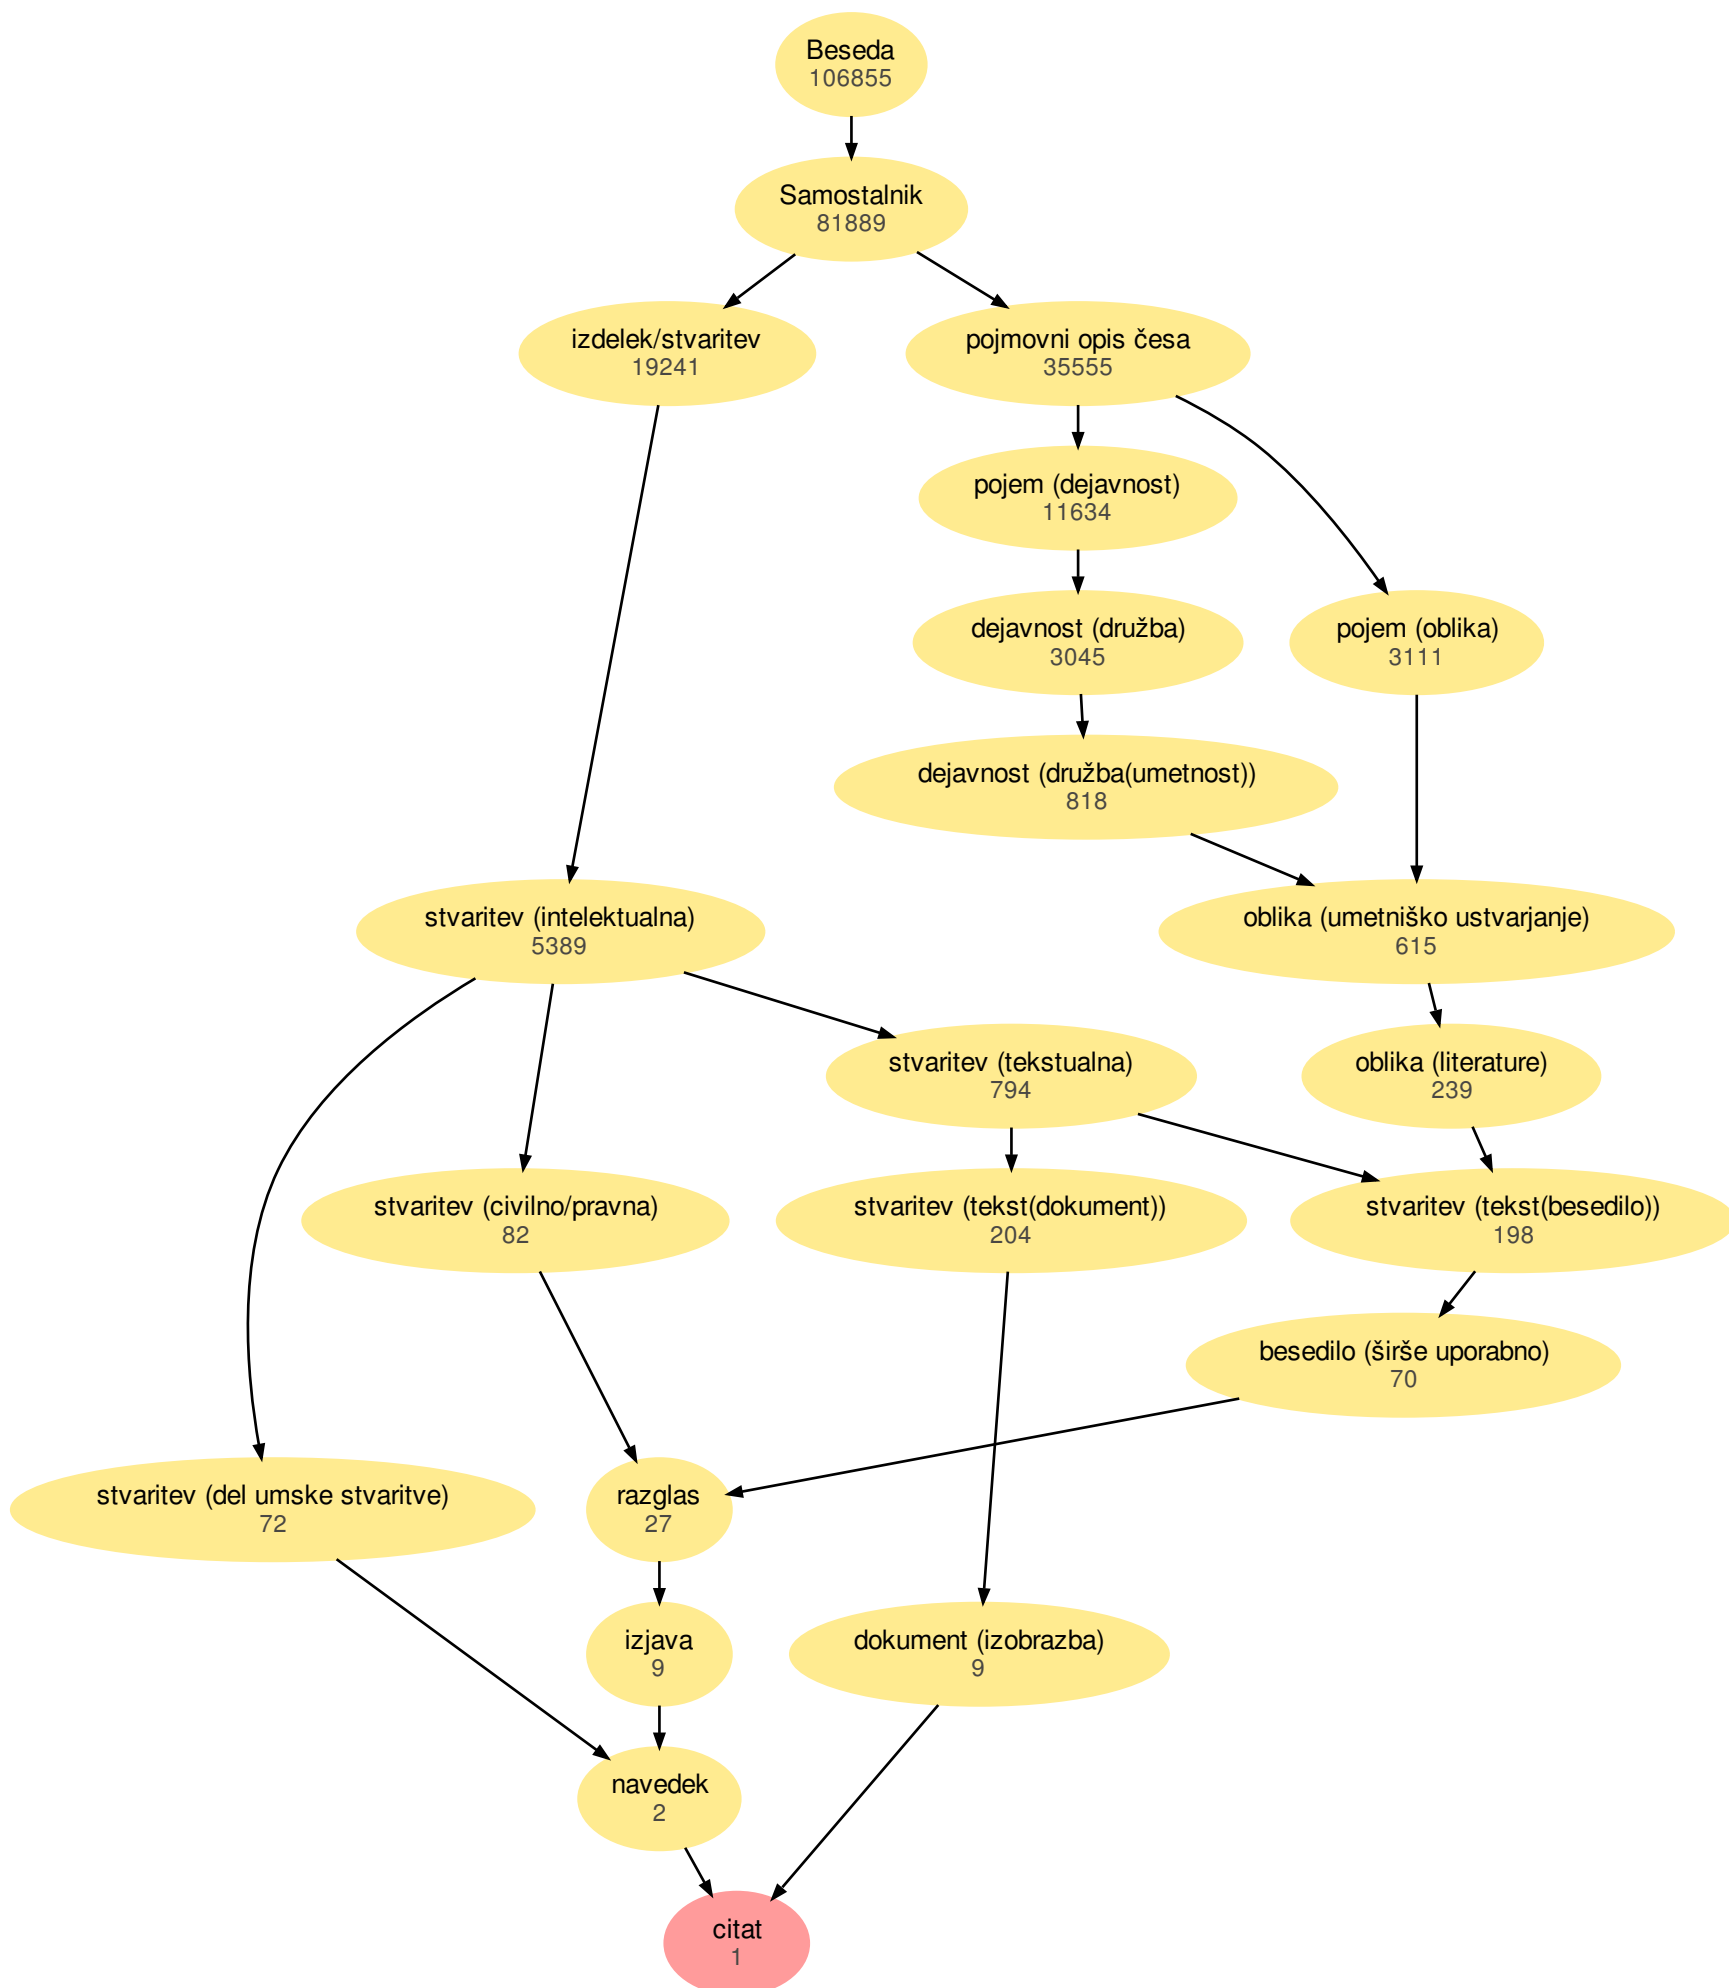 Beseda
106855
Samostalnik
81889
izdelek/stvaritev
19241
pojmovni opis česa
35555
pojem (dejavnost)
11634
dejavnost (družba)
3045
pojem (oblika)
3111
dejavnost (družba(umetnost))
818
stvaritev (intelektualna)
5389
oblika (umetniško ustvarjanje)
615
stvaritev (tekstualna)
794
oblika (literature)
239
stvaritev (civilno/pravna)
82
stvaritev (tekst(dokument))
204
stvaritev (tekst(besedilo))
198
besedilo (širše uporabno)
70
stvaritev (del umske stvaritve)
72
razglas
27
izjava
9
dokument (izobrazba)
9
navedek
2
citat
1